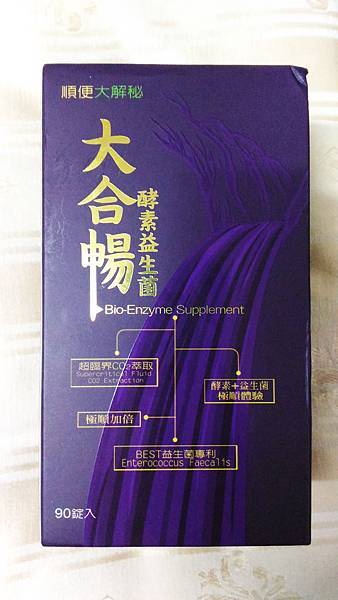 順便大解秘
大合暢
酵素益生菌
Bio-Enzyme Supplement
超臨界CO₂萃取
Supercritical Fluid
CO2 Extraction
酵素+益生菌
極順體驗
極順加倍
BEST益生菌專利
Enterococcus Faecalis
90錠入